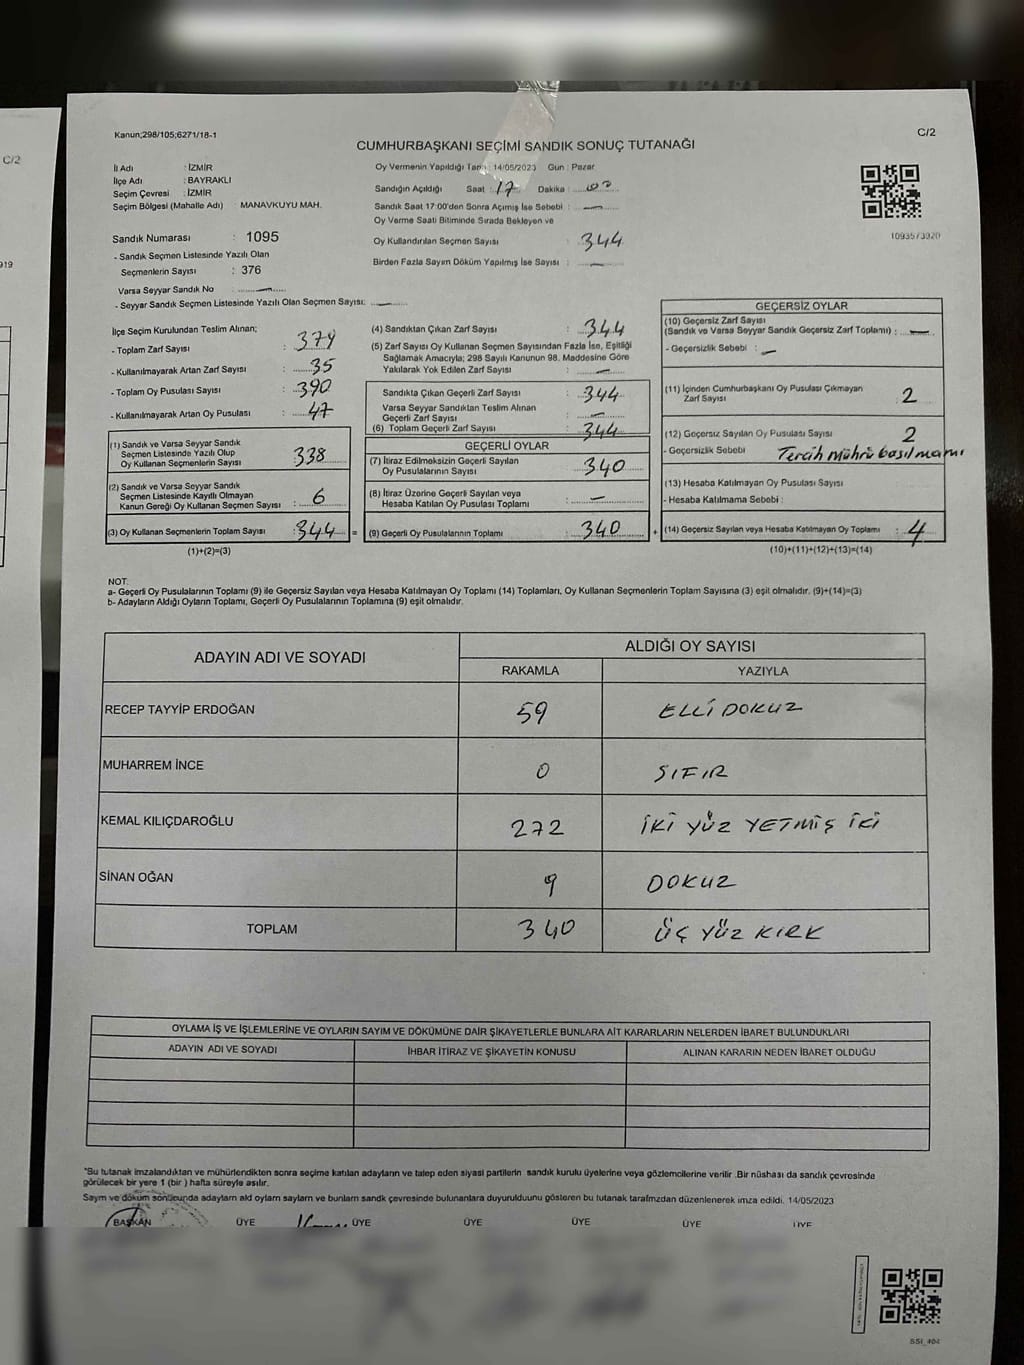 C/2
919
Kanun;298/105;6271/18-1
C/2
CUMHURBAŞKANI SEÇİMİ SANDIK SONUÇ TUTANAĞI
İl Adı : İZMİR
İlçe Adı : BAYRAKLI
Seçim Çevresi : İZMİR
Seçim Bölgesi (Mahalle Adı) : MANAVKUYU MAH.
Oy Vermenin Yapıldığı Tarih : 14/05/2023 Gün : Pazar
Sandığın Açıldığı Saat : 17 Dakika : 00
Sandık Saat 17:00'den Sonra Açılmış İse Sebebi : —
Oy Verme Saati Bitiminde Sırada Bekleyen ve
Oy Kullandırılan Seçmen Sayısı : 344
Birden Fazla Sayım Döküm Yapılmış İse Sayısı : —
1093573920
Sandık Numarası : 1095
- Sandık Seçmen Listesinde Yazılı Olan
Seçmenlerin Sayısı : 376
Varsa Seyyar Sandık No : —
- Seyyar Sandık Seçmen Listesinde Yazılı Olan Seçmen Sayısı: —
İlçe Seçim Kurulundan Teslim Alınan;
- Toplam Zarf Sayısı : 379
- Kullanılmayarak Artan Zarf Sayısı : 35
- Toplam Oy Pusulası Sayısı : 390
- Kullanılmayarak Artan Oy Pusulası : 47
(1) Sandık ve Varsa Seyyar Sandık
Seçmen Listesinde Yazılı Olup
Oy Kullanan Seçmenlerin Sayısı : 338
(2) Sandık ve Varsa Seyyar Sandık
Seçmen Listesinde Kayıtlı Olmayan
Kanun Gereği Oy Kullanan Seçmen Sayısı : 6
(3) Oy Kullanan Seçmenlerin Toplam Sayısı : 344 =
(1)+(2)=(3)
(4) Sandıktan Çıkan Zarf Sayısı : 344
(5) Zarf Sayısı Oy Kullanan Seçmen Sayısından Fazla İse, Eşitliği
Sağlamak Amacıyla; 298 Sayılı Kanunun 98. Maddesine Göre
Yakılarak Yok Edilen Zarf Sayısı : —
Sandıkta Çıkan Geçerli Zarf Sayısı : 344
Varsa Seyyar Sandıktan Teslim Alınan
Geçerli Zarf Sayısı : —
(6) Toplam Geçerli Zarf Sayısı : 344
GEÇERLİ OYLAR
(7) İtiraz Edilmeksizin Geçerli Sayılan
Oy Pusulalarının Sayısı : 340
(8) İtiraz Üzerine Geçerli Sayılan veya
Hesaba Katılan Oy Pusulası Toplamı : —
(9) Geçerli Oy Pusulalarının Toplamı : 340 +
GEÇERSİZ OYLAR
(10) Geçersiz Zarf Sayısı
(Sandık ve Varsa Seyyar Sandık Geçersiz Zarf Toplamı) : —
- Geçersizlik Sebebi : —
(11) İçinden Cumhurbaşkanı Oy Pusulası Çıkmayan
Zarf Sayısı : 2
(12) Geçersiz Sayılan Oy Pusulası Sayısı : 2
- Geçersizlik Sebebi : Tercih Mührü basılmamı
(13) Hesaba Katılmayan Oy Pusulası Sayısı :
- Hesaba Katılmama Sebebi :
(14) Geçersiz Sayılan veya Hesaba Katılmayan Oy Toplamı : 4
(10)+(11)+(12)+(13)=(14)
NOT:
a- Geçerli Oy Pusulalarının Toplamı (9) ile Geçersiz Sayılan veya Hesaba Katılmayan Oy Toplamı (14) Toplamları, Oy Kullanan Seçmenlerin Toplam Sayısına (3) eşit olmalıdır. (9)+(14)=(3)
b- Adayların Aldığı Oyların Toplamı, Geçerli Oy Pusulalarının Toplamına (9) eşit olmalıdır.
ADAYIN ADI VE SOYADI
ALDIĞI OY SAYISI
RAKAMLA YAZIYLA
RECEP TAYYİP ERDOĞAN 59 ELLİ DOKUZ
MUHARREM İNCE 0 SIFIR
KEMAL KILIÇDAROĞLU 272 İKİ YÜZ YETMİŞ İKİ
SİNAN OĞAN 9 DOKUZ
TOPLAM 340 ÜÇ YÜZ KIRK
OYLAMA İŞ VE İŞLEMLERİNE VE OYLARIN SAYIM VE DÖKÜMÜNE DAİR ŞİKAYETLERLE BUNLARA AİT KARARLARIN NELERDEN İBARET BULUNDUKLARI
ADAYIN ADI VE SOYADI İHBAR İTİRAZ VE ŞİKAYETİN KONUSU ALINAN KARARIN NEDEN İBARET OLDUĞU
*Bu tutanak imzalandıktan ve mühürlendikten sonra seçime katılan adayların ve talep eden siyasi partilerin sandık kurulu üyelerine veya gözlemcilerine verilir .Bir nüshası da sandık çevresinde
görülecek bir yere 1 (bir ) hafta süreyle asılır.
Sayım ve döküm sonucunda adayların ald oyların sayların ve bunların sandk çevresinde bulunanlara duyurulduunu gösteren bu tutanak tarafmzdan düzenlenerek imza edildi. 14/05/2023
BAŞKAN ÜYE ÜYE ÜYE ÜYE ÜYE ÜYE
SSI_404